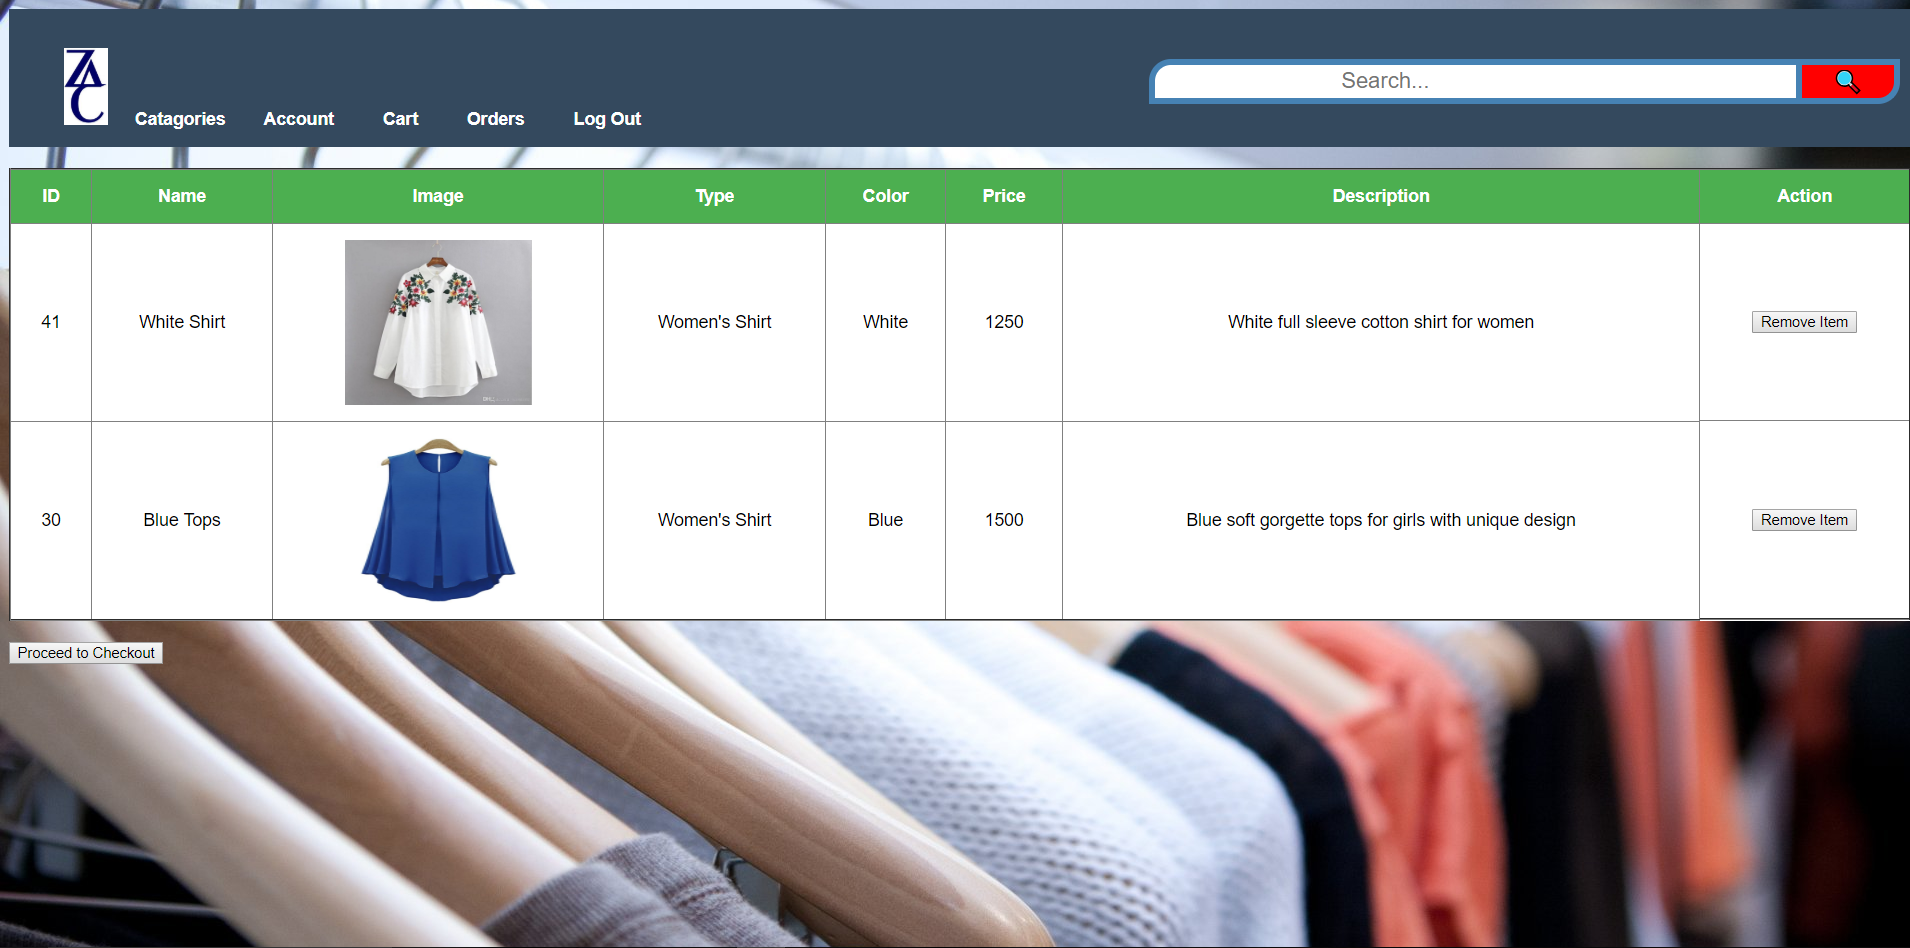 ZAC
Catagories Account Cart Orders Log Out
Search...
ID Name Image Type Color Price Description Action
41 White Shirt Women's Shirt White 1250 White full sleeve cotton shirt for women Remove Item
30 Blue Tops Women's Shirt Blue 1500 Blue soft gorgette tops for girls with unique design Remove Item
Proceed to Checkout